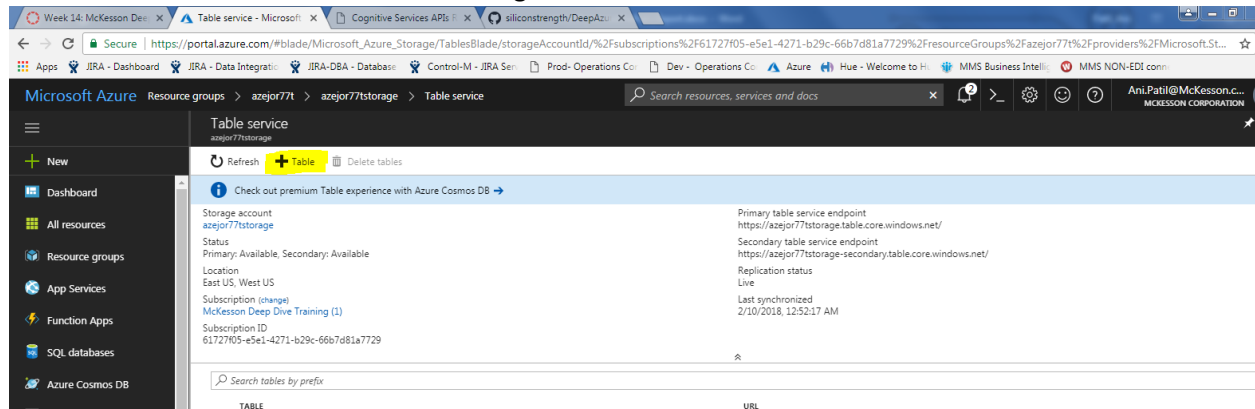 Week 14: McKesson Dee
Table service - Microsoft
Cognitive Services APIs
siliconstrength/DeepAzu
Secure https://portal.azure.com/#blade/Microsoft_Azure_Storage/TablesBlade/storageAccountId/%2Fsubscriptions%2F61727f05-e5e1-4271-b29c-66b7d81a7729%2FresourceGroups%2Fazejor77t%2Fproviders%2FMicrosoft.St...
Apps JIRA - Dashboard JIRA - Data Integratio JIRA-DBA - Database Control-M - JIRA Ser Prod- Operations Co Dev - Operations Co Azure Hue - Welcome to H MMS Business Intelli MMS NON-EDI conn
Microsoft Azure Resource groups > azejor77t > azejor77tstorage > Table service
Search resources, services and docs
2
Ani.Patil@McKesson.c...
MCKESSON CORPORATION
Table service
azejor77tstorage
New
Refresh Table Delete tables
Check out premium Table experience with Azure Cosmos DB →
Dashboard
All resources
Resource groups
App Services
Function Apps
SQL databases
Azure Cosmos DB
Storage account
azejor77tstorage
Status
Primary: Available, Secondary: Available
Location
East US, West US
Subscription (change)
McKesson Deep Dive Training (1)
Subscription ID
61727f05-e5e1-4271-b29c-66b7d81a7729
Primary table service endpoint
https://azejor77tstorage.table.core.windows.net/
Secondary table service endpoint
https://azejor77tstorage-secondary.table.core.windows.net/
Replication status
Live
Last synchronized
2/10/2018, 12:52:17 AM
Search tables by prefix
TABLE URL